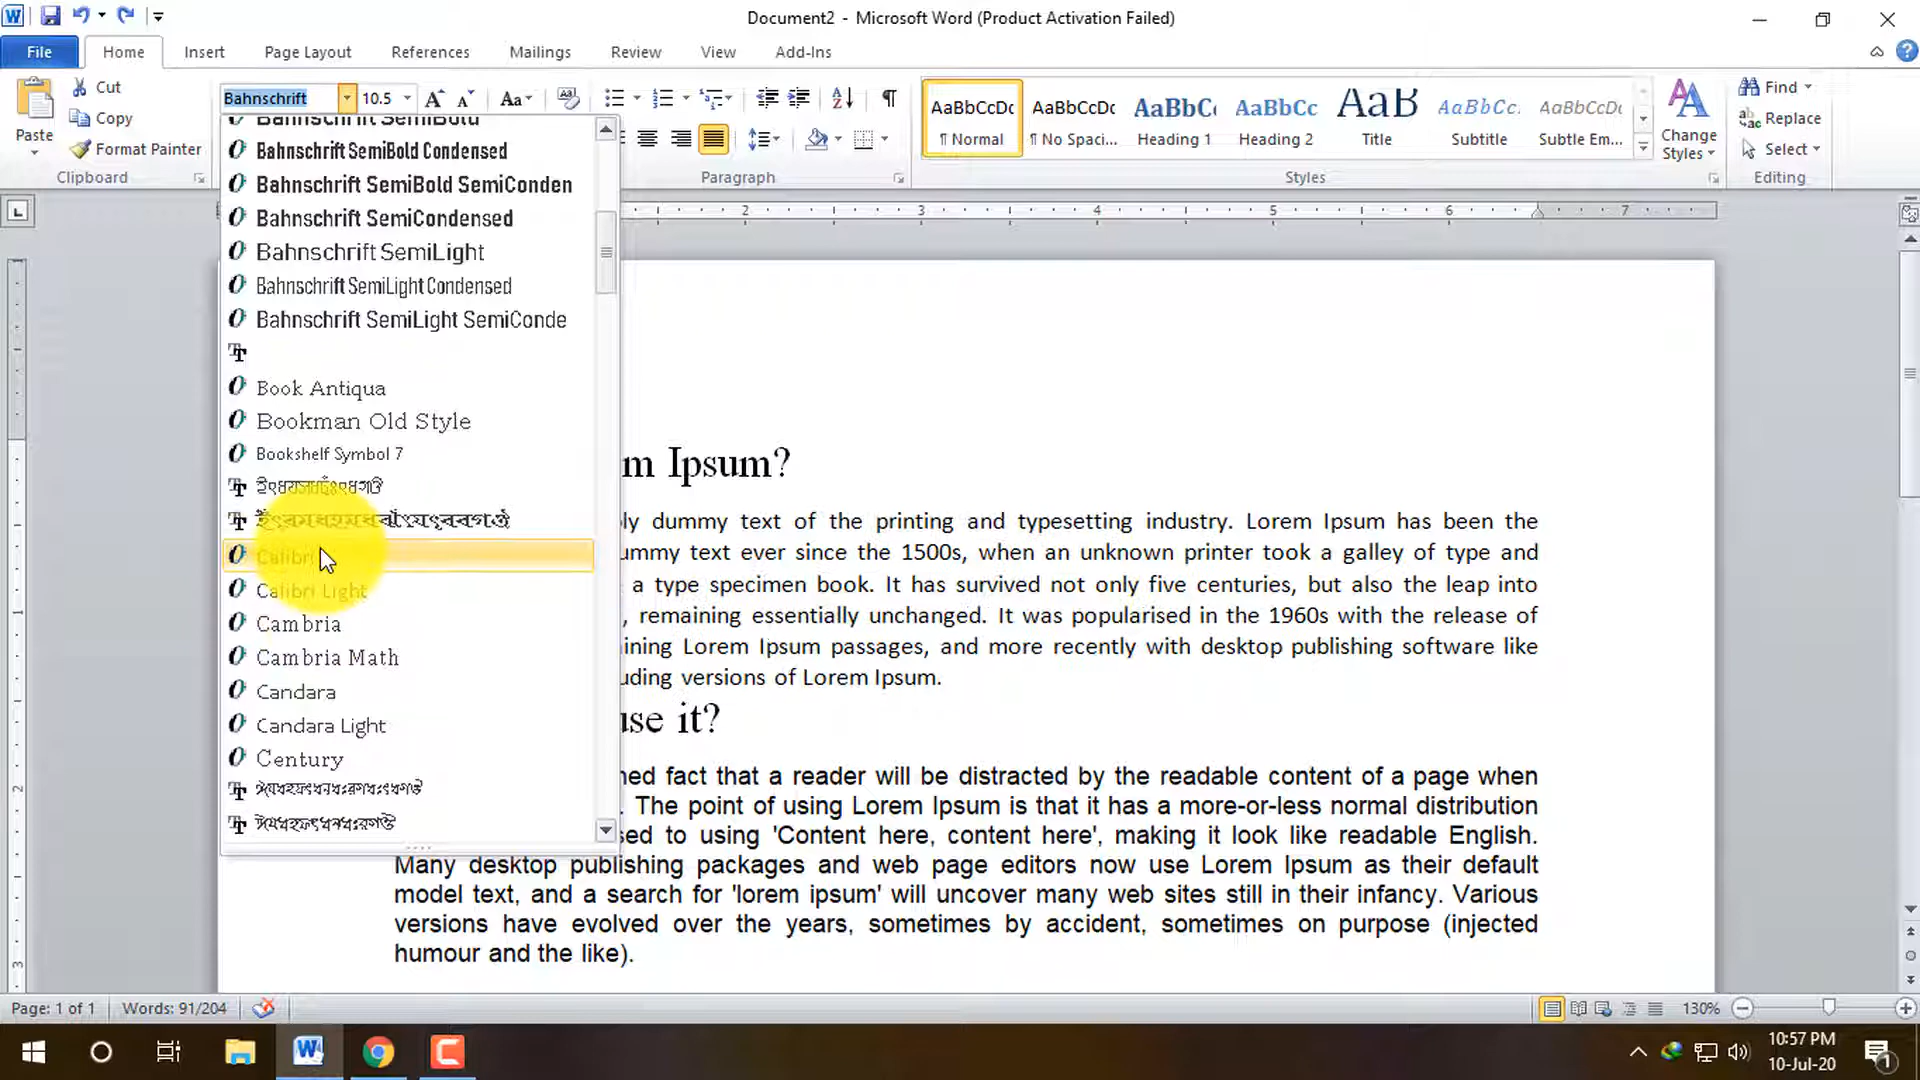 Document2 - Microsoft Word (Product Activation Failed)
File Home Insert Page Layout References Mailings Review View Add-Ins
Paste
Cut
Copy
Format Painter
Clipboard
Bahnschrift 10.5
Paragraph
AaBbCcDc AaBbCcDc AaBbC AaBbCc AaB AaBbCc. AaBbCcDc
¶ Normal ¶ No Spaci... Heading 1 Heading 2 Title Subtitle Subtle Em...
Styles
Change Styles
Find
Replace
Select
Editing
2 3 4 5 6 7
Bahnschrift SemiBold
Bahnschrift SemiBold Condensed
Bahnschrift SemiBold SemiConden
Bahnschrift SemiCondensed
Bahnschrift SemiLight
Bahnschrift SemiLight Condensed
Bahnschrift SemiLight SemiConde
Book Antiqua
Bookman Old Style
Bookshelf Symbol 7
Calibri
Calibri Light
Cambria
Cambria Math
Candara
Candara Light
Century
m Ipsum?
ly dummy text of the printing and typesetting industry. Lorem Ipsum has been the
ummy text ever since the 1500s, when an unknown printer took a galley of type and
a type specimen book. It has survived not only five centuries, but also the leap into
, remaining essentially unchanged. It was popularised in the 1960s with the release of
ining Lorem Ipsum passages, and more recently with desktop publishing software like
uding versions of Lorem Ipsum.
use it?
ned fact that a reader will be distracted by the readable content of a page when
. The point of using Lorem Ipsum is that it has a more-or-less normal distribution
sed to using 'Content here, content here', making it look like readable English.
Many desktop publishing packages and web page editors now use Lorem Ipsum as their default
model text, and a search for 'lorem ipsum' will uncover many web sites still in their infancy. Various
versions have evolved over the years, sometimes by accident, sometimes on purpose (injected
humour and the like).
Page: 1 of 1 Words: 91/204 130%
10:57 PM
10-Jul-20